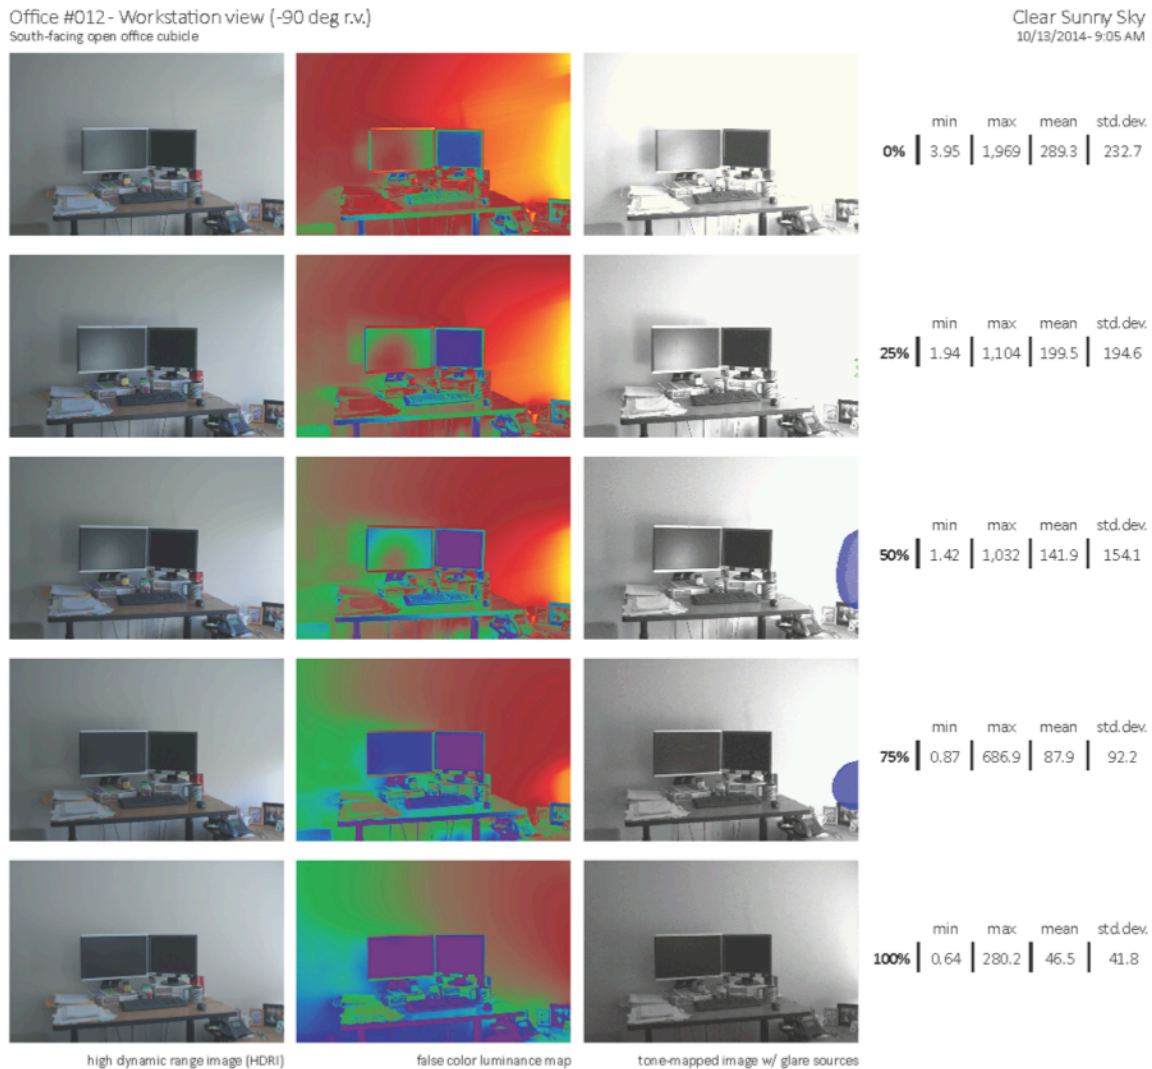 Office #012 - Workstation view (-90 deg r.v.)
South-facing open office cubicle
Clear Sunny Sky
10/13/2014- 9:05 AM
min max mean std.dev.
0% 3.95 1,969 289.3 232.7
min max mean std.dev.
25% 1.94 1,104 199.5 194.6
min max mean std.dev.
50% 1.42 1,032 141.9 154.1
min max mean std.dev.
75% 0.87 686.9 87.9 92.2
min max mean std.dev.
100% 0.64 280.2 46.5 41.8
high dynamic range image (HDRI)
false color luminance map
tone-mapped image w/ glare sources